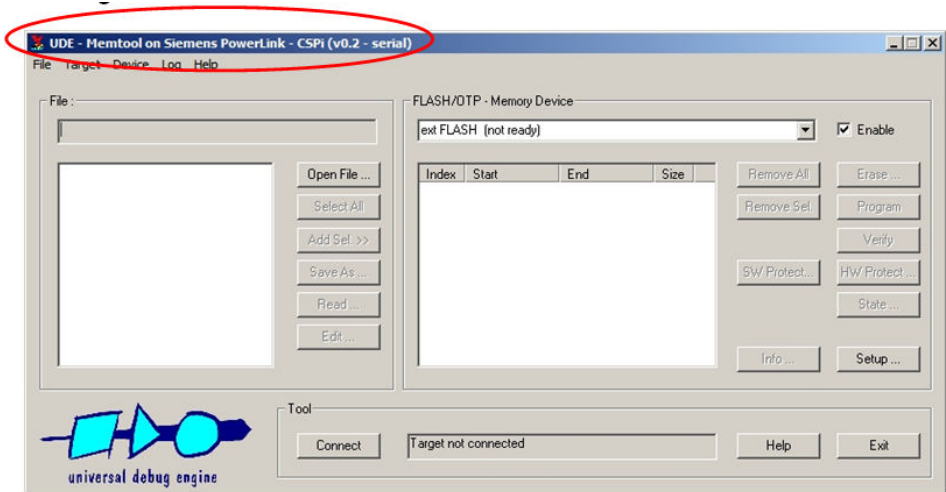 UDE - Memtool on Siemens PowerLink - CSPi (v0.2 - serial)
File Target Device Log Help
File :
Open File ...
Select All
Add Sel. >>
Save As ...
Read ...
Edit ...
FLASH/OTP - Memory Device
ext FLASH (not ready)
Enable
Index Start End Size
Remove All
Erase ...
Remove Sel.
Program
Verify
SW Protect...
HW Protect ...
State ...
Info ...
Setup ...
universal debug engine
Tool
Connect
Target not connected
Help
Exit